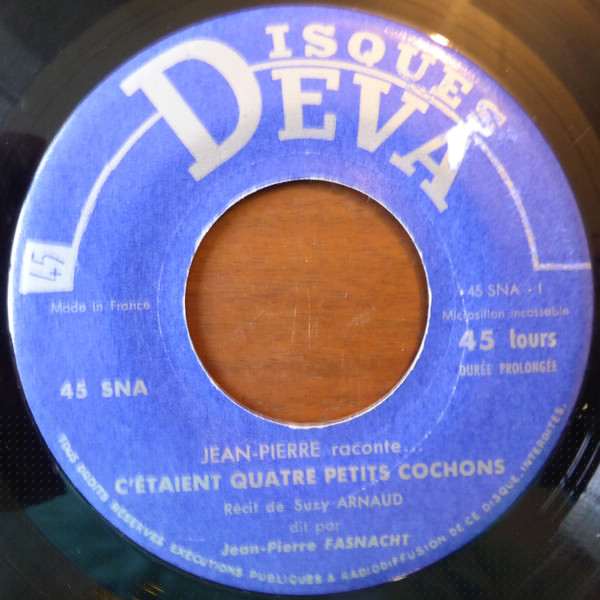 DISQUES
DEVA
45
Made in France
45 SNA - 1
Microsillon incassable
45 tours
DURÉE PROLONGÉE
45 SNA
JEAN-PIERRE raconte...
C'ÉTAIENT QUATRE PETITS COCHONS
Récit de Suzy ARNAUD
dit par
Jean-Pierre FASNACHT
TOUS DROITS RÉSERVÉS EXECUTIONS PUBLIQUES & RADIODIFFUSION DE CE DISQUE INTERDITES.